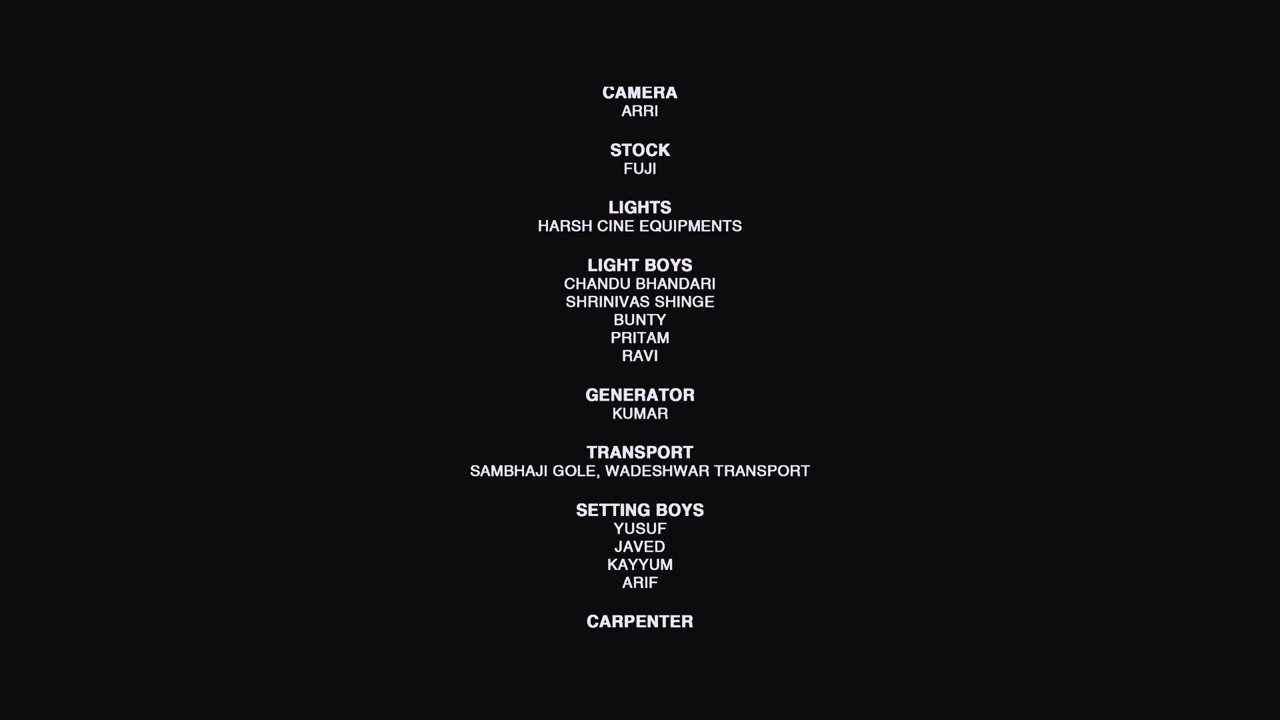 CAMERA
ARRI
STOCK
FUJI
LIGHTS
HARSH CINE EQUIPMENTS
LIGHT BOYS
CHANDU BHANDARI
SHRINIVAS SHINGE
BUNTY
PRITAM
RAVI
GENERATOR
KUMAR
TRANSPORT
SAMBHAJI GOLE, WADESHWAR TRANSPORT
SETTING BOYS
YUSUF
JAVED
KAYYUM
ARIF
CARPENTER